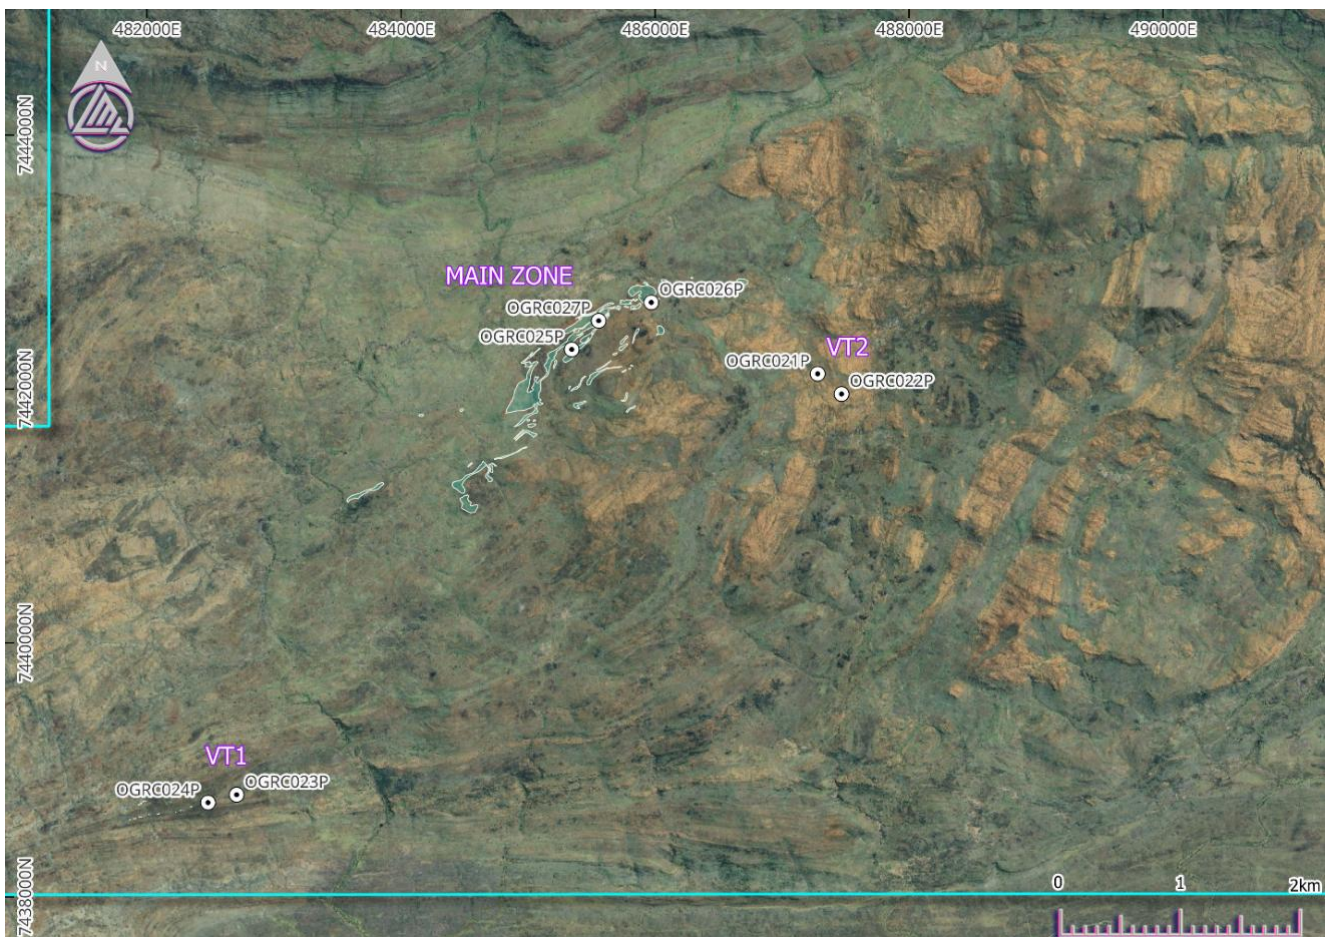 482000E
484000E
486000E
488000E
490000E
N
7444000N
MAIN ZONE
OGRC026P
OGRC027P
OGRC025P
VT2
OGRC021P
OGRC022P
7442000N
7440000N
VT1
OGRC024P
OGRC023P
7438000N
0 1 2km